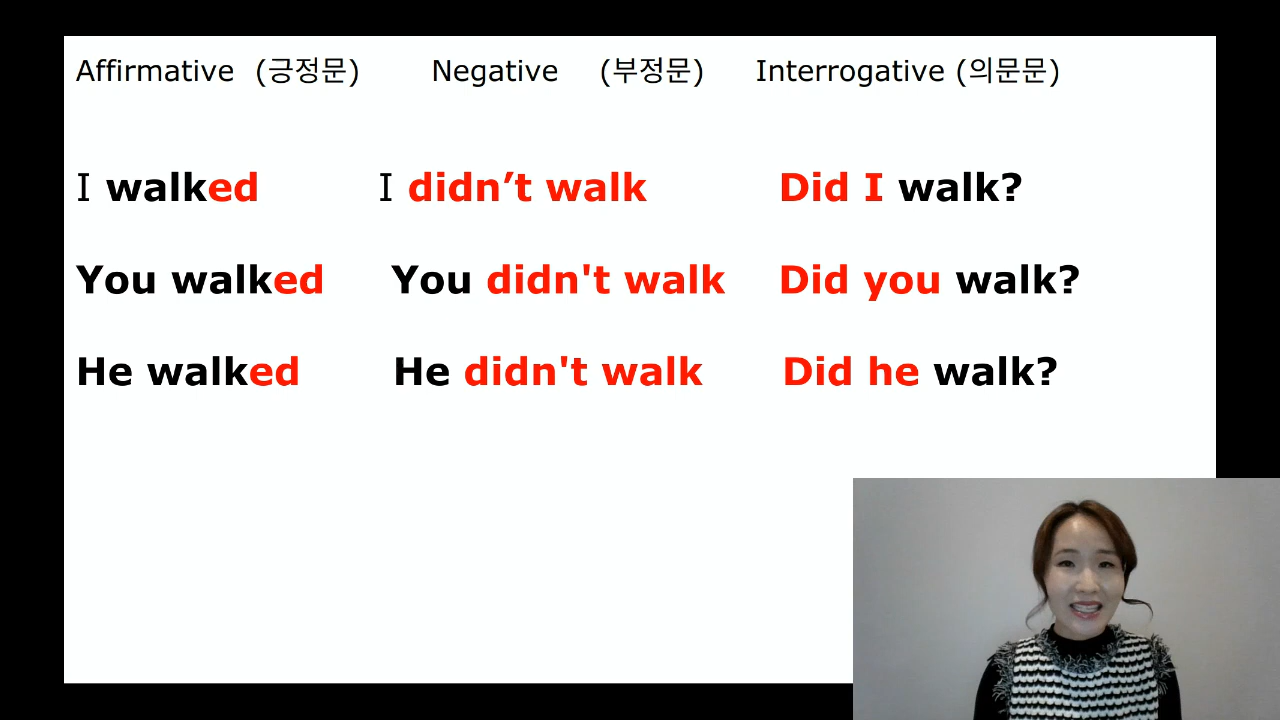 Affirmative (긍정문) Negative (부정문) Interrogative (의문문)
I walked I didn’t walk Did I walk?
You walked You didn't walk Did you walk?
He walked He didn't walk Did he walk?